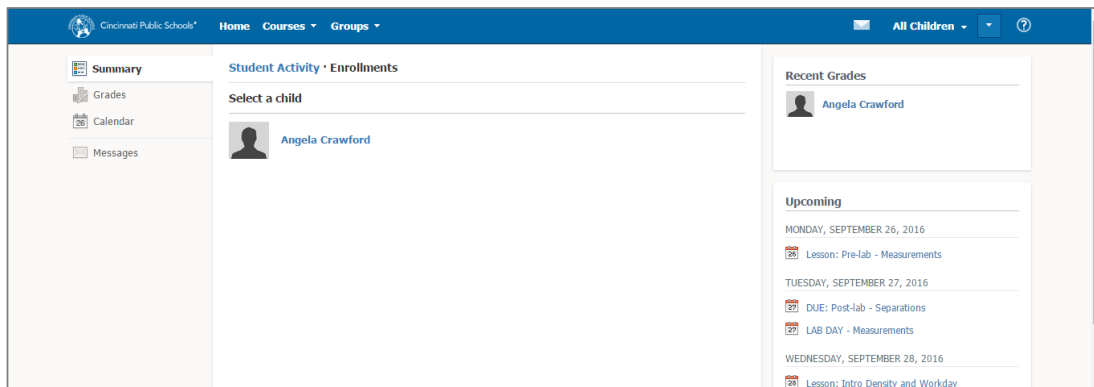 Cincinnati Public Schools
Home Courses Groups
All Children
Summary
Grades
26 Calendar
Messages
Student Activity · Enrollments
Select a child
Angela Crawford
Recent Grades
Angela Crawford
Upcoming
MONDAY, SEPTEMBER 26, 2016
26 Lesson: Pre-lab - Measurements
TUESDAY, SEPTEMBER 27, 2016
27 DUE: Post-lab - Separations
27 LAB DAY - Measurements
WEDNESDAY, SEPTEMBER 28, 2016
28 Lesson: Intro Density and Workday